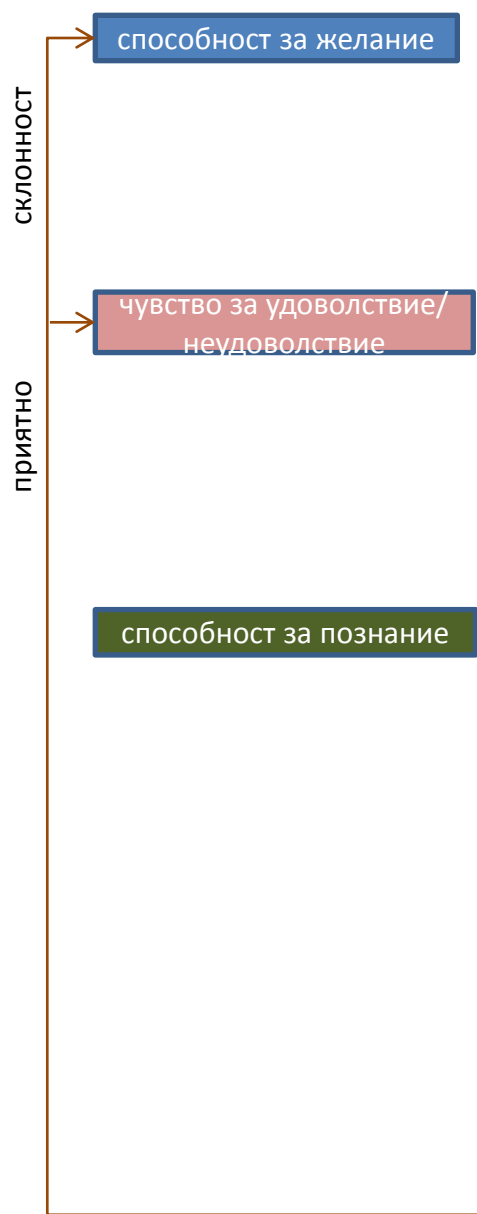 способност за желание
склонност
чувство за удоволствие/
неудоволствие
приятно
способност за познание